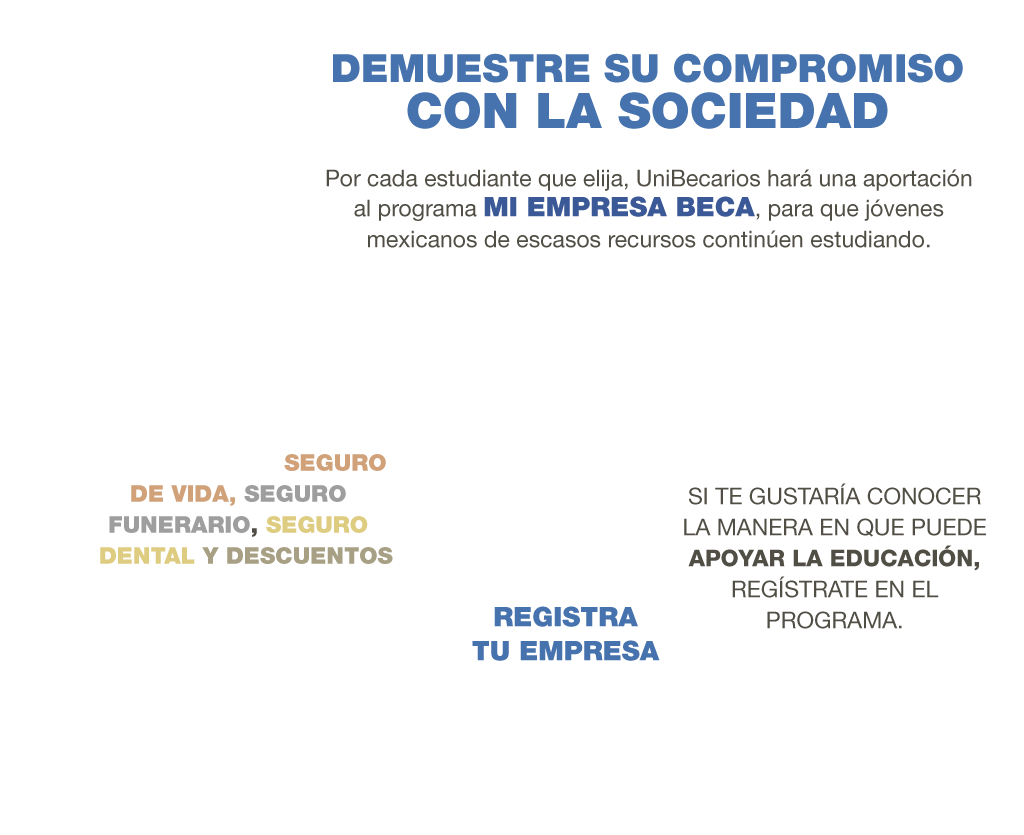 DEMUESTRE SU COMPROMISO
CON LA SOCIEDAD
Por cada estudiante que elija, UniBecarios hará una aportación
al programa MI EMPRESA BECA, para que jóvenes
mexicanos de escasos recursos continúen estudiando.
SEGURO
DE VIDA, SEGURO
FUNERARIO, SEGURO
DENTAL Y DESCUENTOS
REGISTRA
TU EMPRESA
SI TE GUSTARÍA CONOCER
LA MANERA EN QUE PUEDE
APOYAR LA EDUCACIÓN,
REGÍSTRATE EN EL
PROGRAMA.